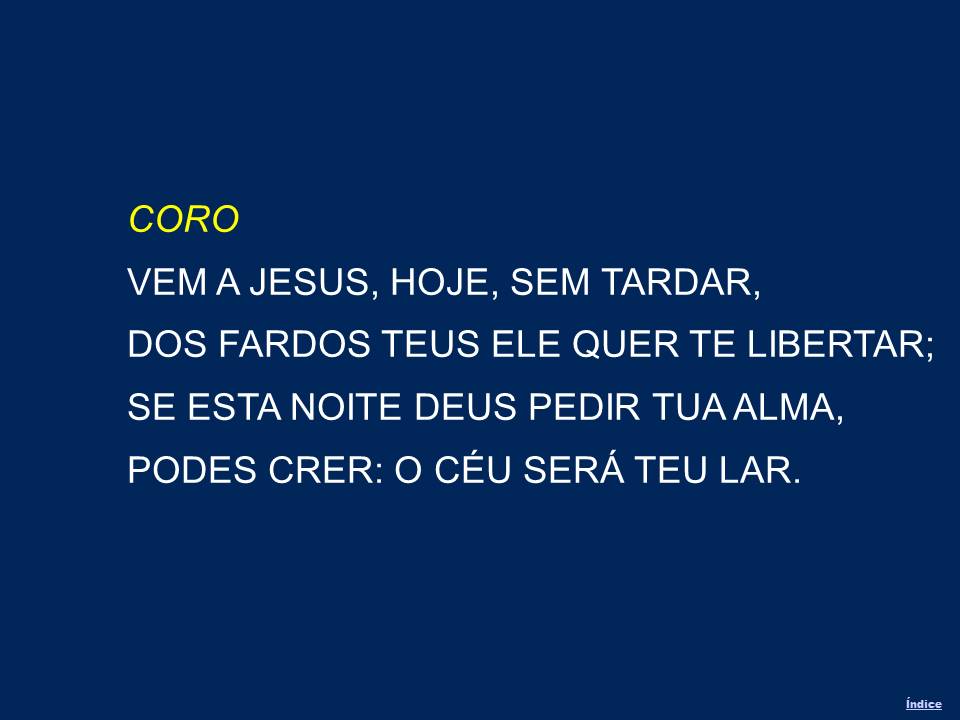 CORO
VEM A JESUS, HOJE, SEM TARDAR,
DOS FARDOS TEUS ELE QUER TE LIBERTAR;
SE ESTA NOITE DEUS PEDIR TUA ALMA,
PODES CRER: O CÉU SERÁ TEU LAR.
Índice